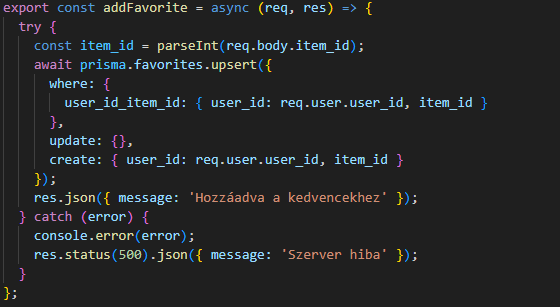 export const addFavorite = async (req, res) => {
  try {
    const item_id = parseInt(req.body.item_id);
    await prisma.favorites.upsert({
      where: {
        user_id_item_id: { user_id: req.user.user_id, item_id }
      },
      update: {},
      create: { user_id: req.user.user_id, item_id }
    });
    res.json({ message: 'Hozzáadva a kedvencekhez' });
  } catch (error) {
    console.error(error);
    res.status(500).json({ message: 'Szerver hiba' });
  }
};